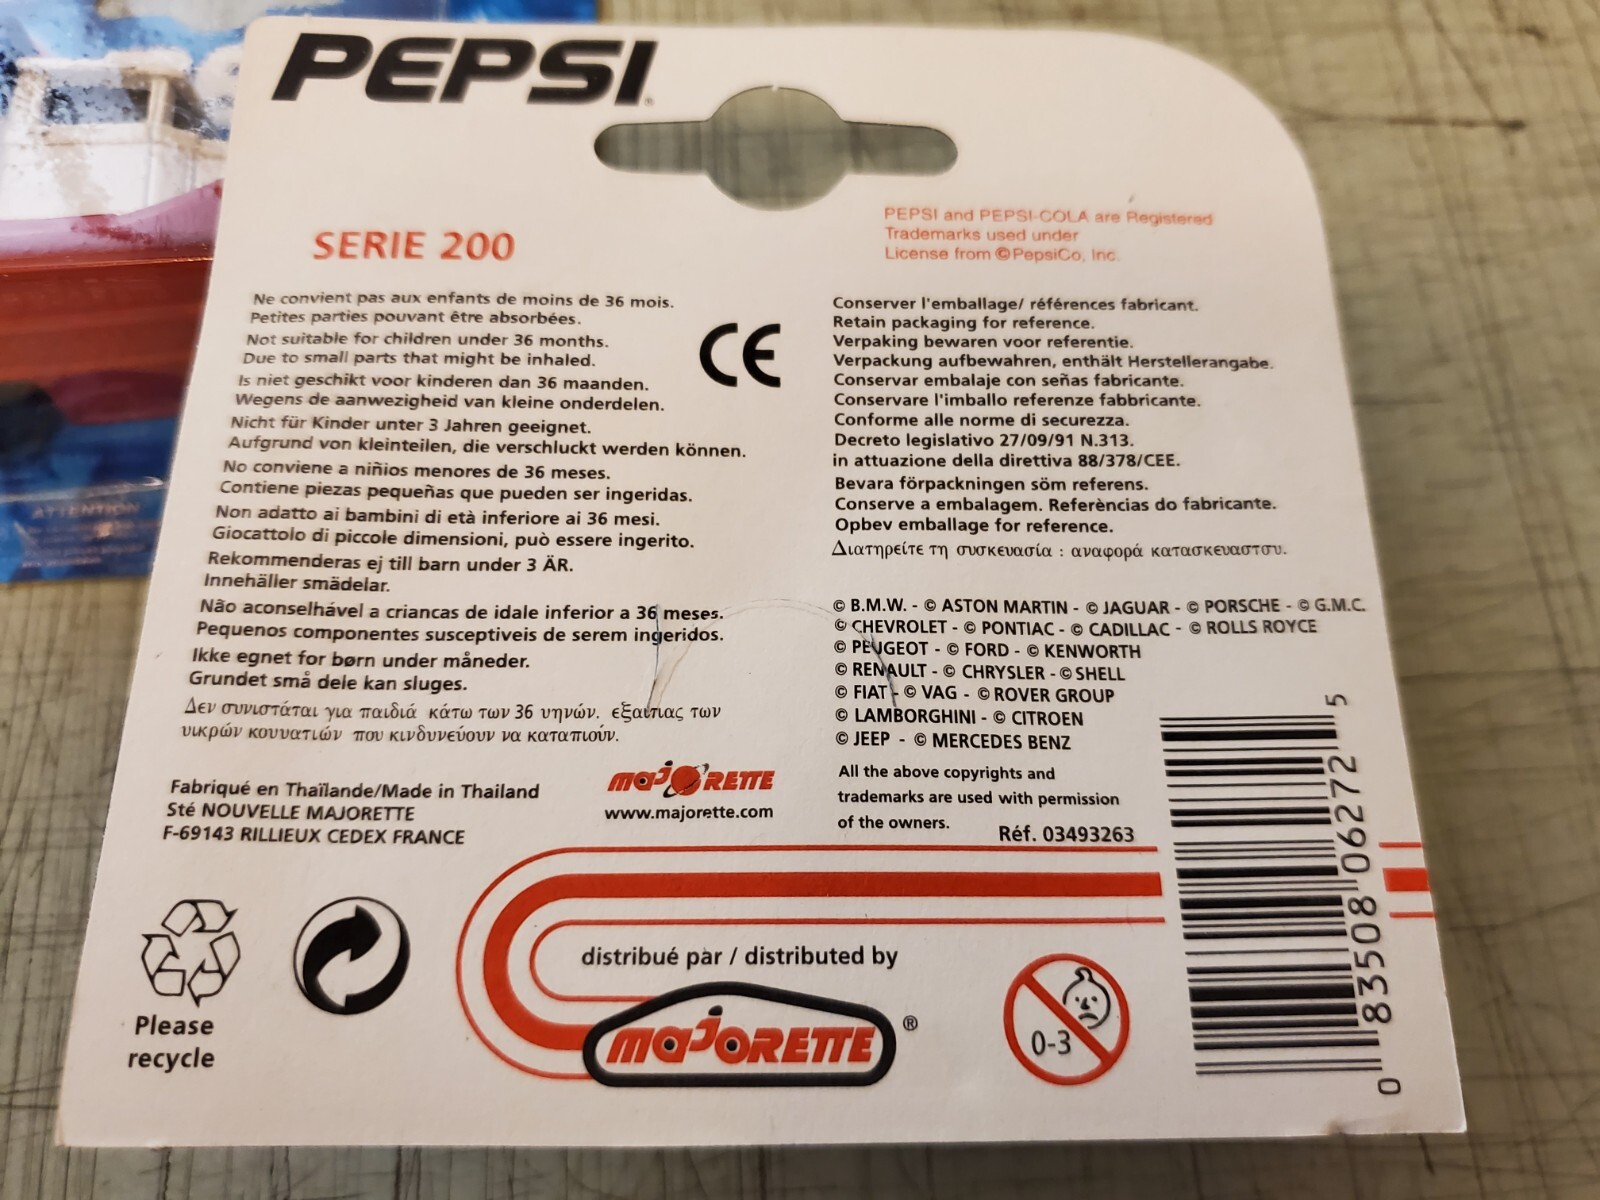 PEPSI
SERIE 200
PEPSI and PEPSI-COLA are Registered
Trademarks used under
License from ©PepsiCo, Inc.
Ne convient pas aux enfants de moins de 36 mois.
Petites parties pouvant être absorbées.
Not suitable for children under 36 months.
Due to small parts that might be inhaled.
Is niet geschikt voor kinderen dan 36 maanden.
Wegens de aanwezigheid van kleine onderdelen.
Nicht für Kinder unter 3 Jahren geeignet.
Aufgrund von kleinteilen, die verschluckt werden können.
No conviene a niñios menores de 36 meses.
Contiene piezas pequeñas que pueden ser ingeridas.
Non adatto ai bambini di età inferiore ai 36 mesi.
Giocattolo di piccole dimensioni, può essere ingerito.
Rekommenderas ej till barn under 3 ÄR.
Innehäller smädelar.
Não aconselhável a criancas de idale inferior a 36 meses.
Pequenos componentes susceptiveis de serem ingeridos.
Ikke egnet for børn under måneder.
Grundet små dele kan sluges.
Δεν συνιστάται για παιδιά κάτω των 36 υηνών. εξαιτίας των
υικρών κουυατιών που κινδυνεύουν να καταπιούν.
CE
Conserver l'emballage/ références fabricant.
Retain packaging for reference.
Verpaking bewaren voor referentie.
Verpackung aufbewahren, enthält Herstellerangabe.
Conservar embalaje con señas fabricante.
Conservare l'imballo referenze fabbricante.
Conforme alle norme di securezza.
Decreto legislativo 27/09/91 N.313.
in attuazione della direttiva 88/378/CEE.
Bevara förpackningen söm referens.
Conserve a embalagem. Referències do fabricante.
Opbev emballage for reference.
Διατηρείτε τη συσκευασία : αναφορά κατασκευαστσυ.
© B.M.W. - © ASTON MARTIN - © JAGUAR - © PORSCHE - © G.M.C.
© CHEVROLET - © PONTIAC - © CADILLAC - © ROLLS ROYCE
© PEUGEOT - © FORD - © KENWORTH
© RENAULT - © CHRYSLER - © SHELL
© FIAT - © VAG - © ROVER GROUP
© LAMBORGHINI - © CITROEN
© JEEP - © MERCEDES BENZ
All the above copyrights and
trademarks are used with permission
of the owners.
Réf. 03493263
Fabriqué en Thaïlande/Made in Thailand
Sté NOUVELLE MAJORETTE
F-69143 RILLIEUX CEDEX FRANCE
majORETTE
www.majorette.com
Please
recycle
distribué par / distributed by
majORETTE ®
0-3
0 83508 06272 5
ATTENTION